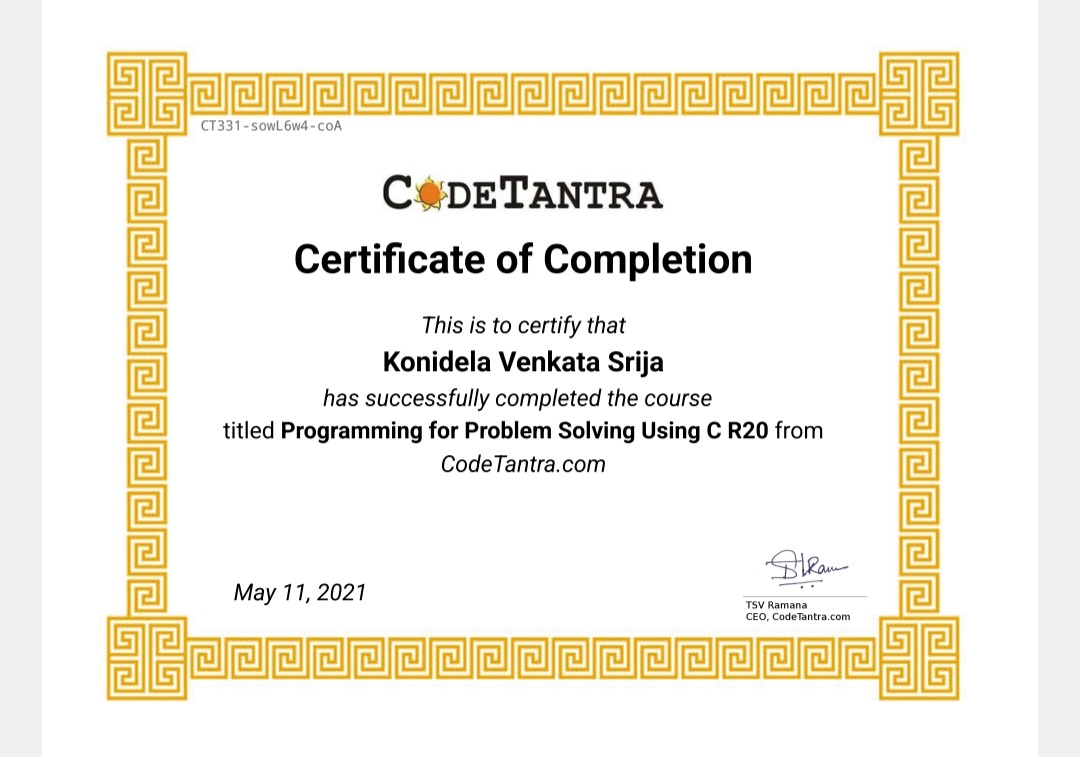 CT331-sowL6w4-coA
CODETANTRA
Certificate of Completion
This is to certify that
Konidela Venkata Srija
has successfully completed the course
titled Programming for Problem Solving Using C R20 from
CodeTantra.com
May 11, 2021
TSV Ramana
CEO, CodeTantra.com